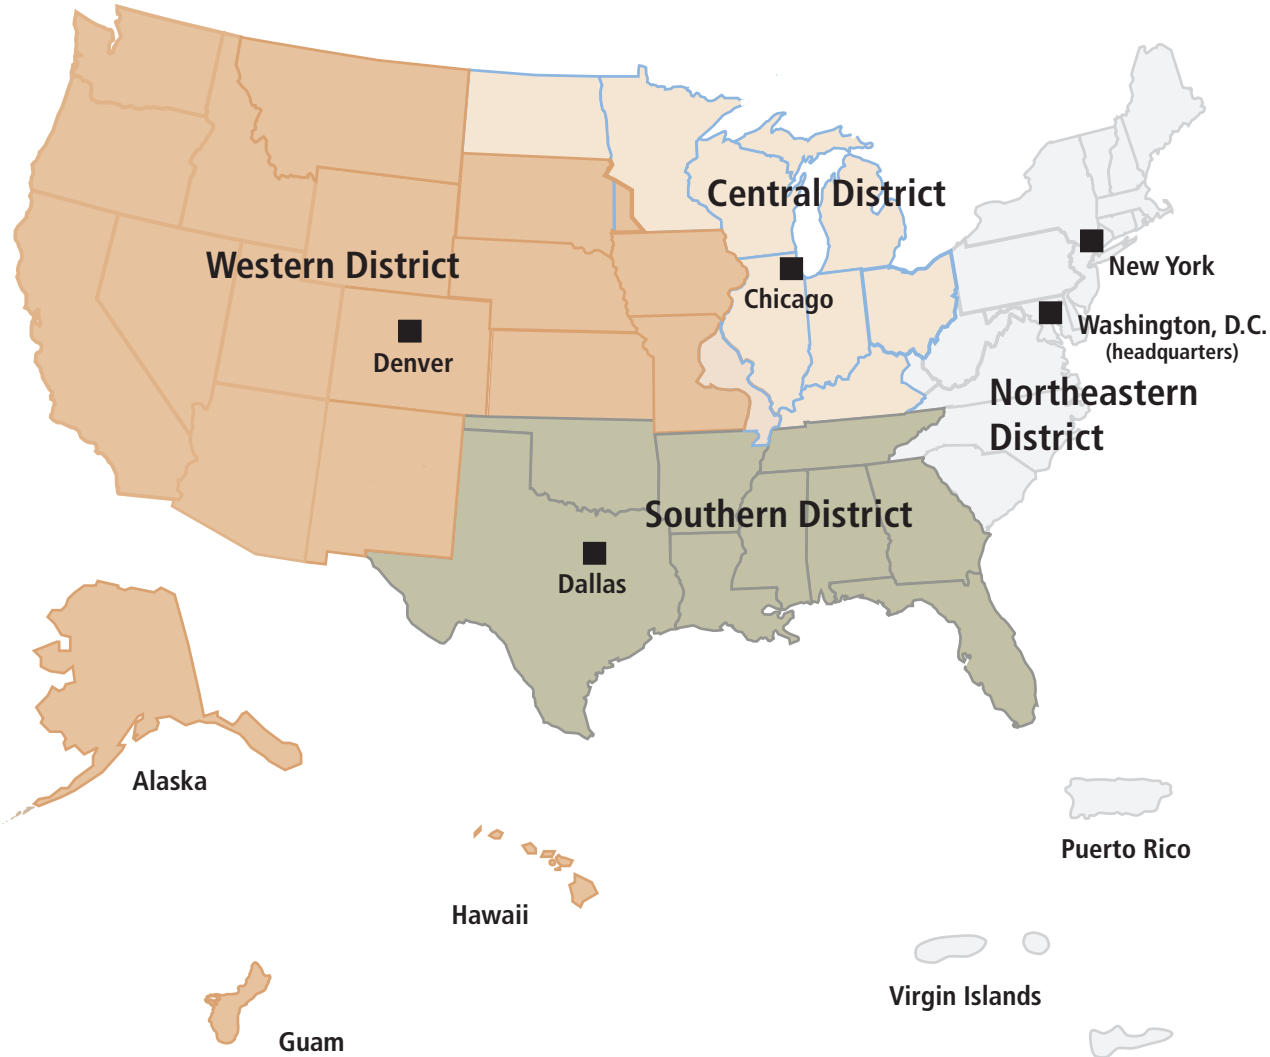 Central District
Western District
New York
Chicago
Washington, D.C.
(headquarters)
Denver
Northeastern
District
Southern District
Dallas
Alaska
Puerto Rico
Hawaii
Virgin Islands
Guam